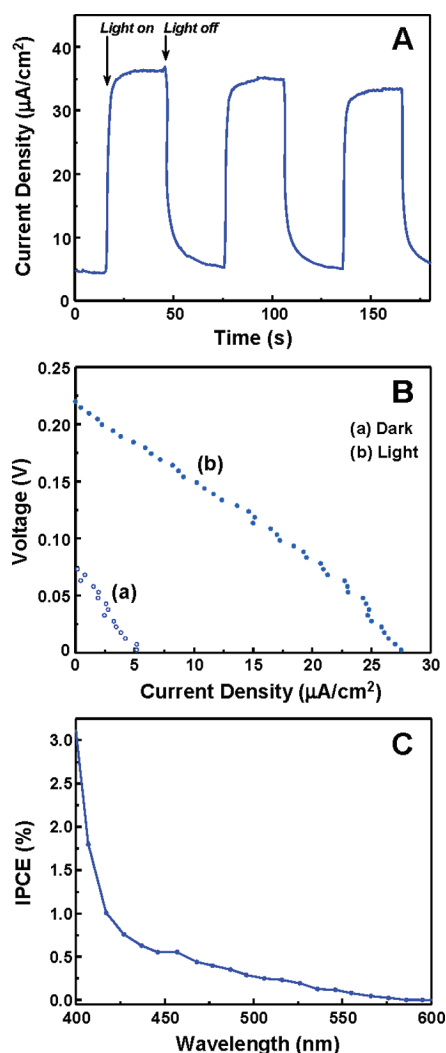 Light on Light off
A
40
30
20
10
0
Current Density (µA/cm²)
0 50 100 150
Time (s)
B
(a) Dark
(b) Light
(b)
(a)
0.25
0.20
0.15
0.10
0.05
0
Voltage (V)
0 5 10 15 20 25 30
Current Density (µA/cm²)
C
3.0
2.5
2.0
1.5
1.0
0.5
0.0
IPCE (%)
400 450 500 550 600
Wavelength (nm)